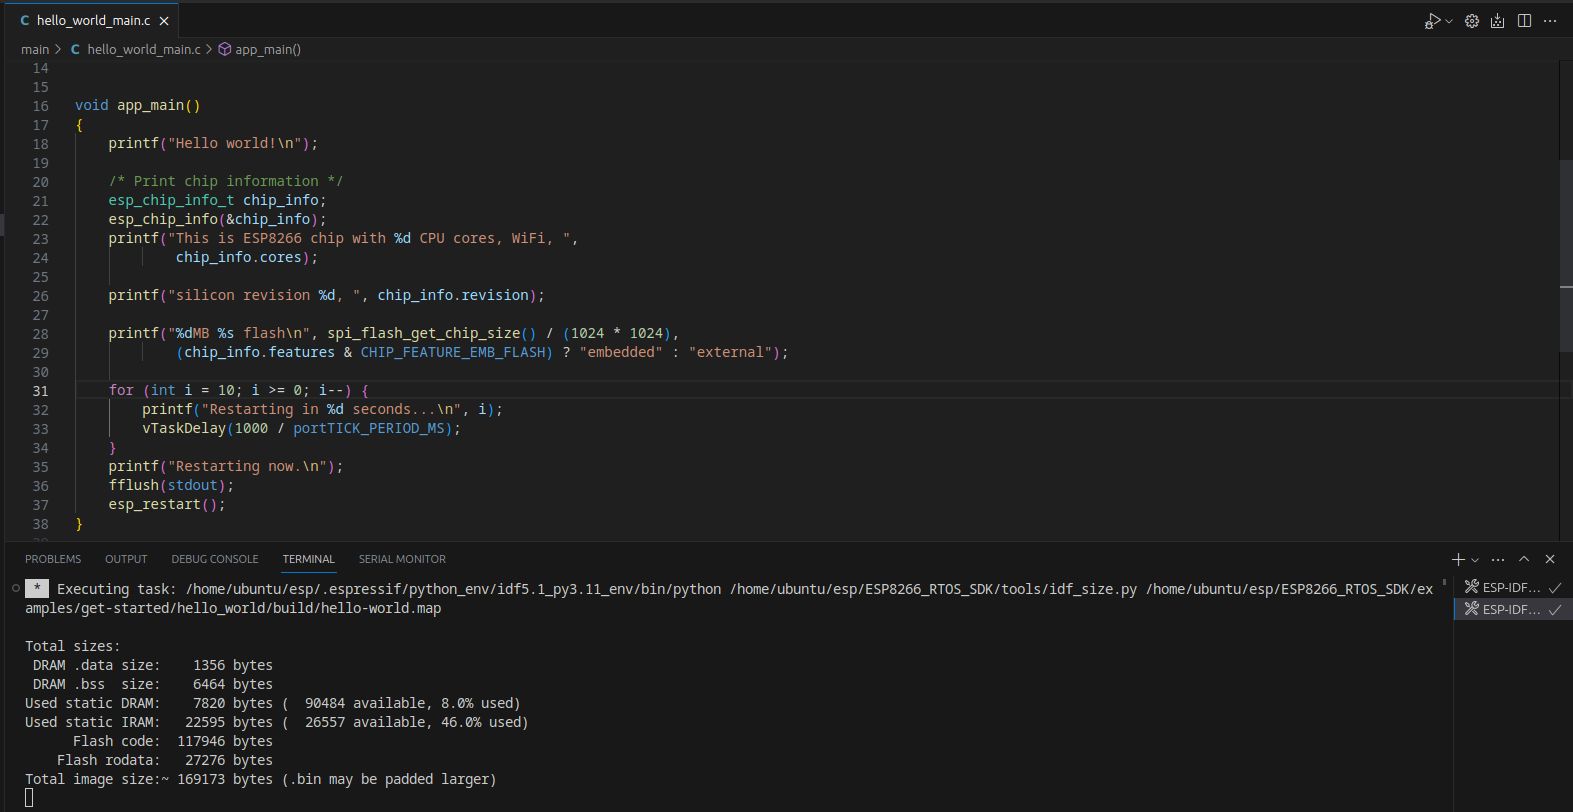 C hello_world_main.c
main > C hello_world_main.c > app_main()
14
15
16 void app_main()
17 {
18 printf("Hello world!\n");
19
20 /* Print chip information */
21 esp_chip_info_t chip_info;
22 esp_chip_info(&chip_info);
23 printf("This is ESP8266 chip with %d CPU cores, WiFi, ",
24 chip_info.cores);
25
26 printf("silicon revision %d, ", chip_info.revision);
27
28 printf("%dMB %s flash\n", spi_flash_get_chip_size() / (1024 * 1024),
29 (chip_info.features & CHIP_FEATURE_EMB_FLASH) ? "embedded" : "external");
30
31 for (int i = 10; i >= 0; i--) {
32 printf("Restarting in %d seconds...\n", i);
33 vTaskDelay(1000 / portTICK_PERIOD_MS);
34 }
35 printf("Restarting now.\n");
36 fflush(stdout);
37 esp_restart();
38 }
PROBLEMS OUTPUT DEBUG CONSOLE TERMINAL SERIAL MONITOR
* Executing task: /home/ubuntu/esp/.espressif/python_env/idf5.1_py3.11_env/bin/python /home/ubuntu/esp/ESP8266_RTOS_SDK/tools/idf_size.py /home/ubuntu/esp/ESP8266_RTOS_SDK/ex
amples/get-started/hello_world/build/hello-world.map
ESP-IDF...
ESP-IDF...
Total sizes:
DRAM .data size: 1356 bytes
DRAM .bss size: 6464 bytes
Used static DRAM: 7820 bytes ( 90484 available, 8.0% used)
Used static IRAM: 22595 bytes ( 26557 available, 46.0% used)
Flash code: 117946 bytes
Flash rodata: 27276 bytes
Total image size:~ 169173 bytes (.bin may be padded larger)